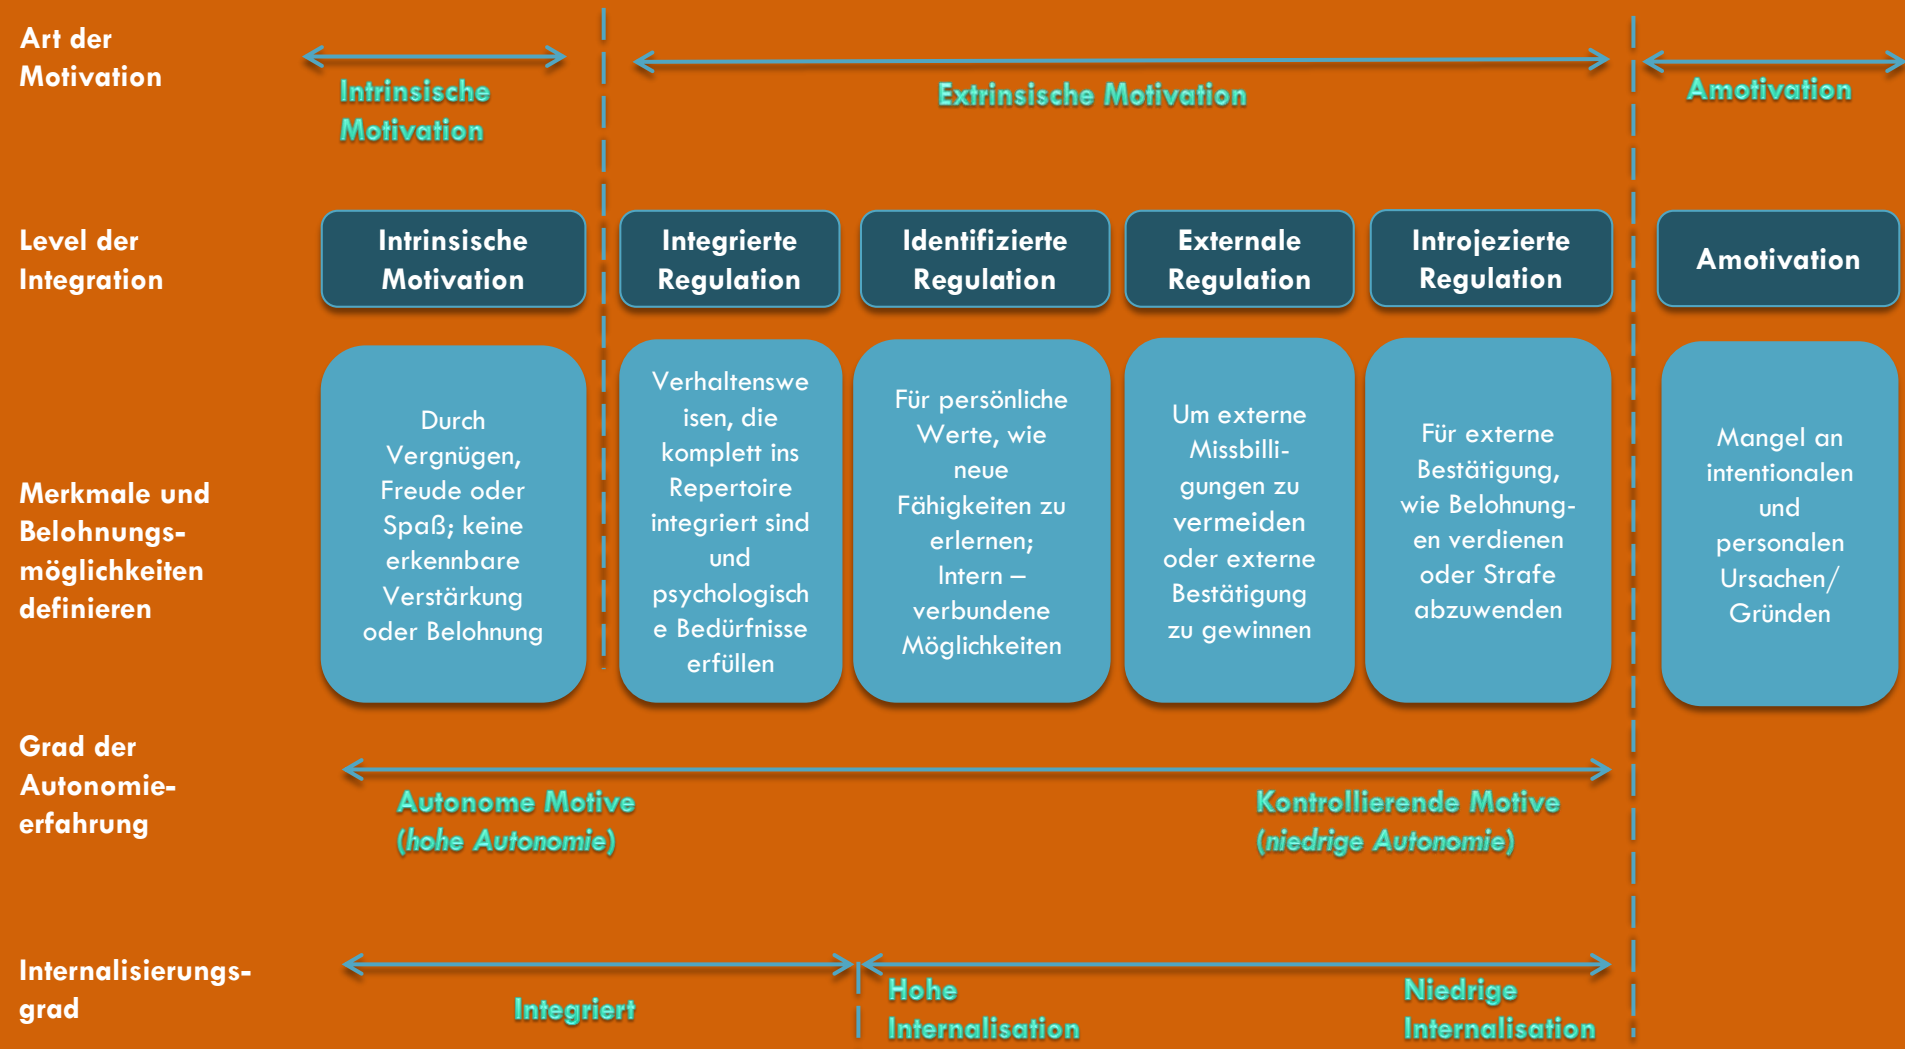 Art der
Motivation
Intrinsische
Motivation
Extrinsische Motivation
Amotivation
Level der
Integration
Intrinsische
Motivation
Integrierte
Regulation
Identifizierte
Regulation
Externale
Regulation
Introjezierte
Regulation
Amotivation
Merkmale und
Belohnungs-
möglichkeiten
definieren
Durch
Vergnügen,
Freude oder
Spaß; keine
erkennbare
Verstärkung
oder Belohnung
Verhaltenswe
isen, die
komplett ins
Repertoire
integriert sind
und
psychologisch
e Bedürfnisse
erfüllen
Für persönliche
Werte, wie
neue
Fähigkeiten zu
erlernen;
Intern –
verbundene
Möglichkeiten
Um externe
Missbilli-
gungen zu
vermeiden
oder externe
Bestätigung
zu gewinnen
Für externe
Bestätigung,
wie Belohnung-
en verdienen
oder Strafe
abzuwenden
Mangel an
intentionalen
und
personalen
Ursachen/
Gründen
Grad der
Autonomie-
erfahrung
Autonome Motive
(hohe Autonomie)
Kontrollierende Motive
(niedrige Autonomie)
Internalisierungs-
grad
Integriert
Hohe
Internalisation
Niedrige
Internalisation